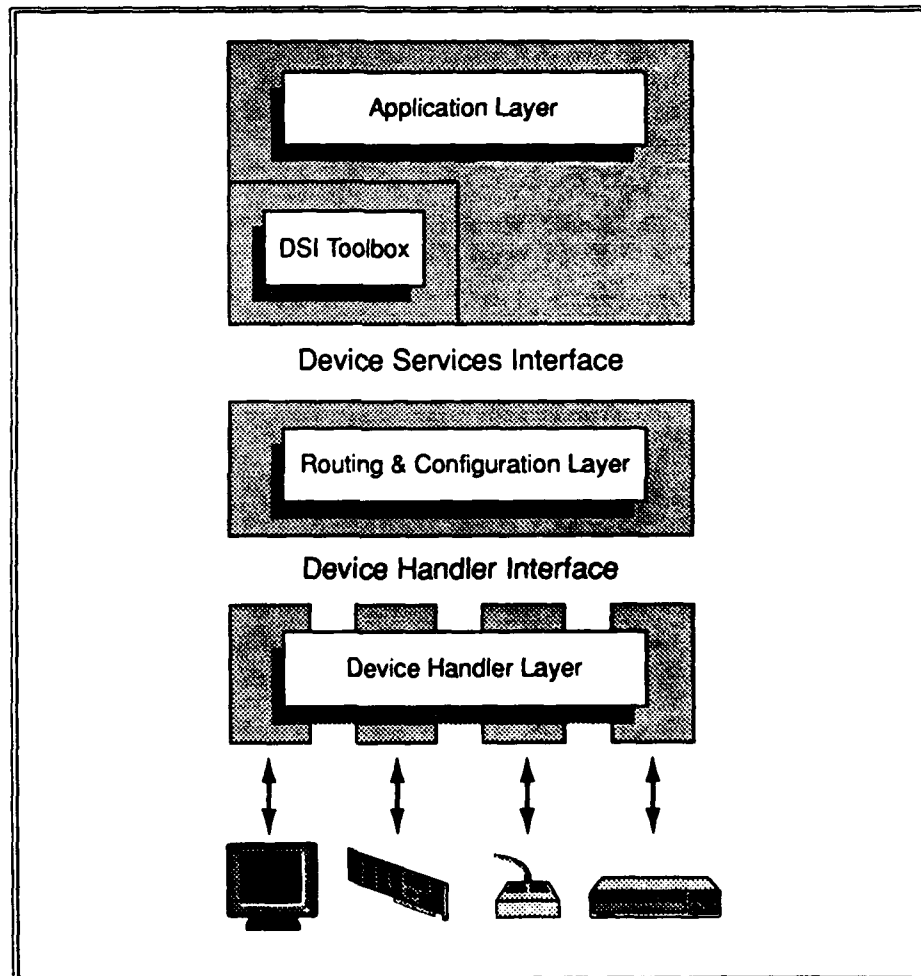 Application Layer
DSI Toolbox
Device Services Interface
Routing & Configuration Layer
Device Handler Interface
Device Handler Layer